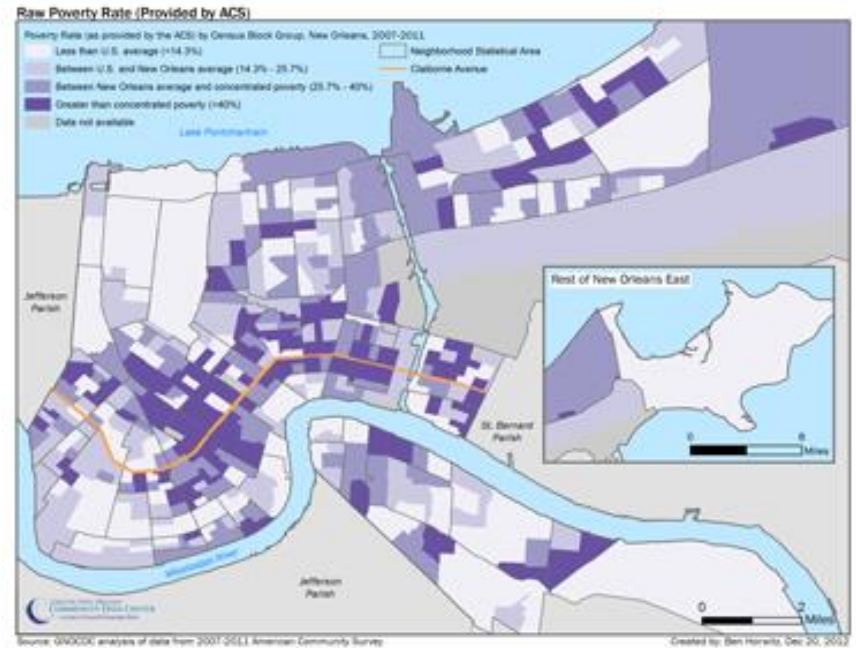 Raw Poverty Rate (Provided by ACS)
Poverty Rate (as provided by the ACS) by Census Block Group, New Orleans, 2007-2011
Less than U.S. average (<14.3%)
Between U.S. and New Orleans average (14.3% - 25.7%)
Between New Orleans average and concentrated poverty (25.7% - 40%)
Greater than concentrated poverty (>40%)
Data not available
Neighborhood Statistical Area
Claiborne Avenue
Lake Pontchartrain
Jefferson
Parish
Rest of New Orleans East
0
Miles
St. Bernard
Parish
Mississippi River
Jefferson
Parish
COMMUNITY DATA CENTER
0 2
Miles
Source: GNOCDC analysis of data from 2007-2011 American Community Survey
Created by: Ben Horwitz, Dec 20, 2012